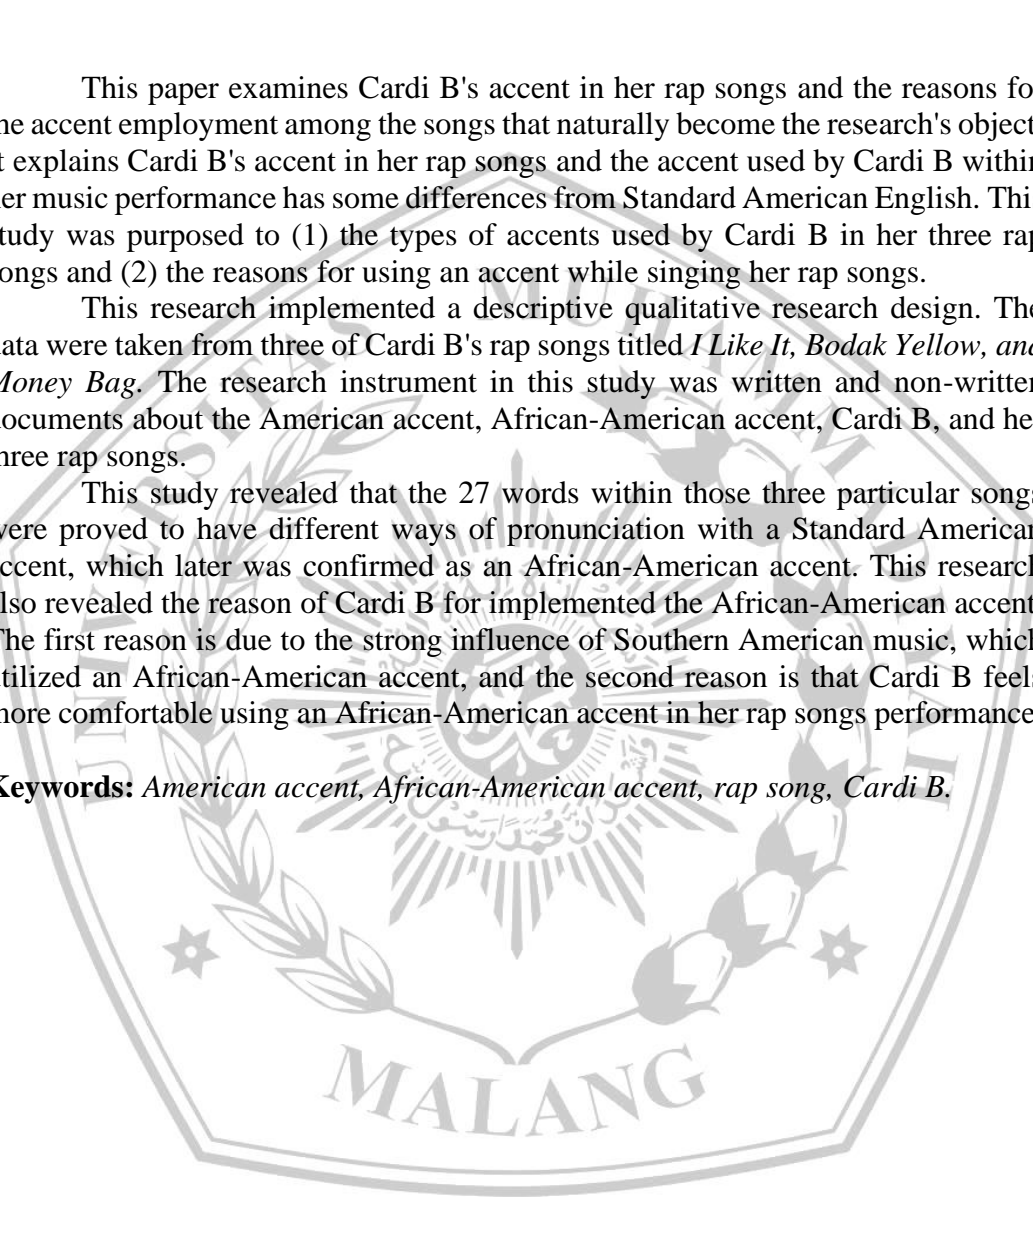 This paper examines Cardi B's accent in her rap songs and the reasons fo
he accent employment among the songs that naturally become the research's object
t explains Cardi B's accent in her rap songs and the accent used by Cardi B within
er music performance has some differences from Standard American English. Thi
tudy was purposed to (1) the types of accents used by Cardi B in her three rap
ongs and (2) the reasons for using an accent while singing her rap songs.
This research implemented a descriptive qualitative research design. The
data were taken from three of Cardi B's rap songs titled I Like It, Bodak Yellow, and
Money Bag. The research instrument in this study was written and non-written
documents about the American accent, African-American accent, Cardi B, and he
hree rap songs.
This study revealed that the 27 words within those three particular songs
were proved to have different ways of pronunciation with a Standard American
accent, which later was confirmed as an African-American accent. This research
also revealed the reason of Cardi B for implemented the African-American accent
The first reason is due to the strong influence of Southern American music, which
utilized an African-American accent, and the second reason is that Cardi B feels
more comfortable using an African-American accent in her rap songs performance
Keywords: American accent, African-American accent, rap song, Cardi B.
UNIVERSITAS MUHAMMADIYAH
MALANG